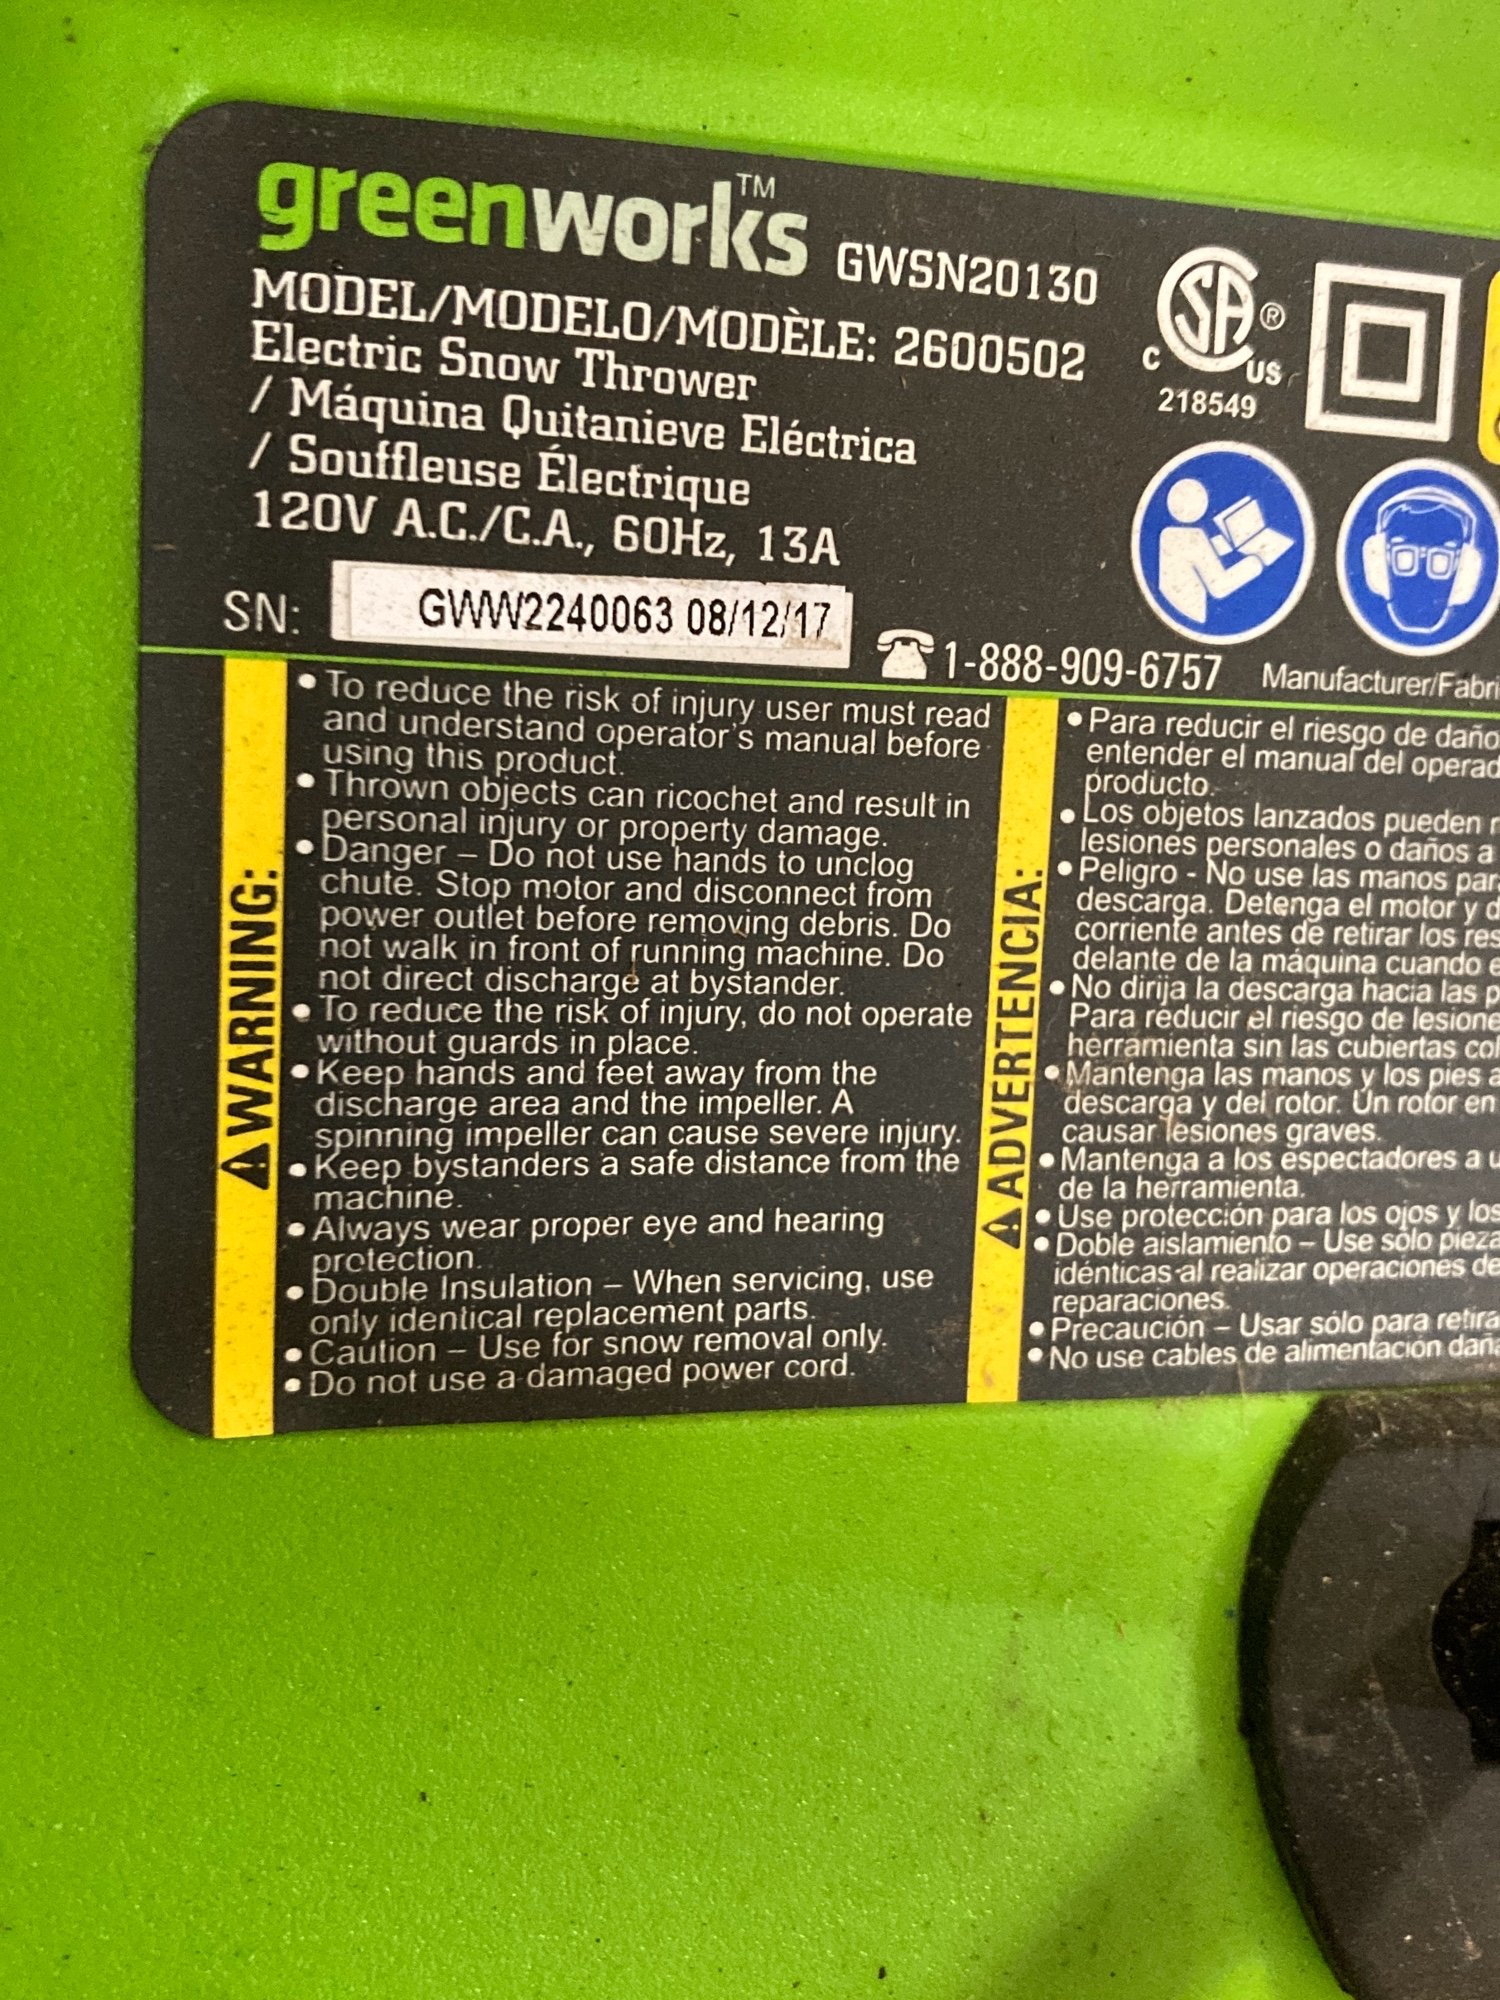 greenworks™ GWSN20130
MODEL/MODELO/MODÈLE: 2600502
Electric Snow Thrower
/ Máquina Quitanieve Eléctrica
/ Souffleuse Électrique
120V A.C./C.A., 60Hz, 13A
SN: GWW2240063 08/12/17
C SA ® US
218549
1-888-909-6757
Manufacturer/Fabri
⚠WARNING:
• To reduce the risk of injury user must read
and understand operator's manual before
using this product.
• Thrown objects can ricochet and result in
personal injury or property damage.
• Danger – Do not use hands to unclog
chute. Stop motor and disconnect from
power outlet before removing debris. Do
not walk in front of running machine. Do
not direct discharge at bystander.
• To reduce the risk of injury, do not operate
without guards in place.
• Keep hands and feet away from the
discharge area and the impeller. A
spinning impeller can cause severe injury.
• Keep bystanders a safe distance from the
machine.
• Always wear proper eye and hearing
protection.
• Double Insulation – When servicing, use
only identical replacement parts.
• Caution – Use for snow removal only.
• Do not use a damaged power cord.
⚠ADVERTENCIA:
• Para reducir el riesgo de daño
entender el manual del operad
producto.
• Los objetos lanzados pueden r
lesiones personales o daños a
• Peligro - No use las manos par
descarga. Detenga el motor y d
corriente antes de retirar los res
delante de la máquina cuando e
• No dirija la descarga hacia las p
Para reducir el riesgo de lesione
herramienta sin las cubiertas col
• Mantenga las manos y los pies a
descarga y del rotor. Un rotor en
causar lesiones graves.
• Mantenga a los espectadores a u
de la herramienta.
• Use protección para los ojos y los
• Doble aislamiento – Use sólo pieza
idénticas al realizar operaciones de
reparaciones.
• Precaución – Usar sólo para retira
• No use cables de alimentación daña